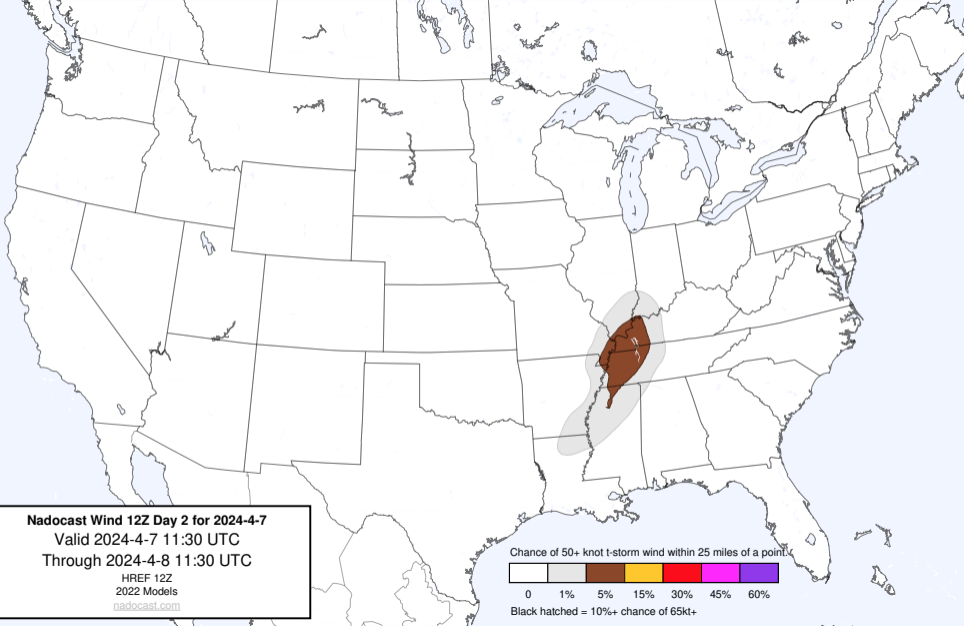 Nadocast Wind 12Z Day 2 for 2024-4-7
Valid 2024-4-7 11:30 UTC
Through 2024-4-8 11:30 UTC
HREF 12Z
2022 Models
nadocast.com
Chance of 50+ knot t-storm wind within 25 miles of a point.
0 1% 5% 15% 30% 45% 60%
Black hatched = 10%+ chance of 65kt+